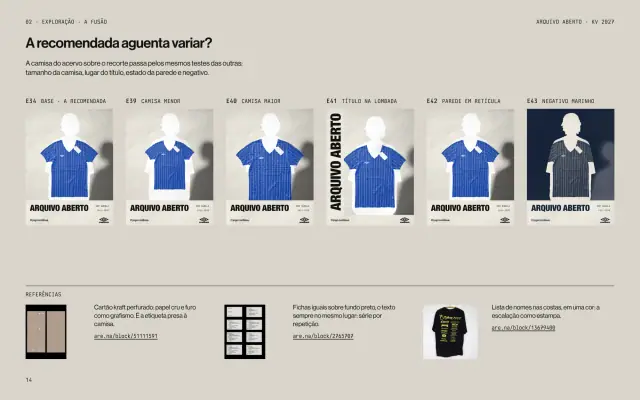 02 · EXPLORAÇÃO · A FUSÃO
ARQUIVO ABERTO · KV 2027
A recomendada aguenta variar?
A camisa do acervo sobre o recorte passa pelos mesmos testes das outras:
tamanho da camisa, lugar do título, estado da parede e negativo.
E34 BASE · A RECOMENDADA
E39 CAMISA MENOR
E40 CAMISA MAIOR
E41 TÍTULO NA LOMBADA
E42 PAREDE EM RETÍCULA
E43 NEGATIVO MARINHO
ARQUIVO ABERTO
ARQUIVO ABERTO
ARQUIVO ABERTO
ARQUIVO ABERTO
ARQUIVO ABERTO
ARQUIVO ABERTO
REFERÊNCIAS
Cartão kraft perfurado: papel cru e furo
como grafismo. É a etiqueta presa à
camisa.
are.na/block/51111591
Fichas iguais sobre fundo preto, o texto
sempre no mesmo lugar: série por
repetição.
are.na/block/2765707
Lista de nomes nas costas, em uma cor: a
escalação como estampa.
are.na/block/15679480
14